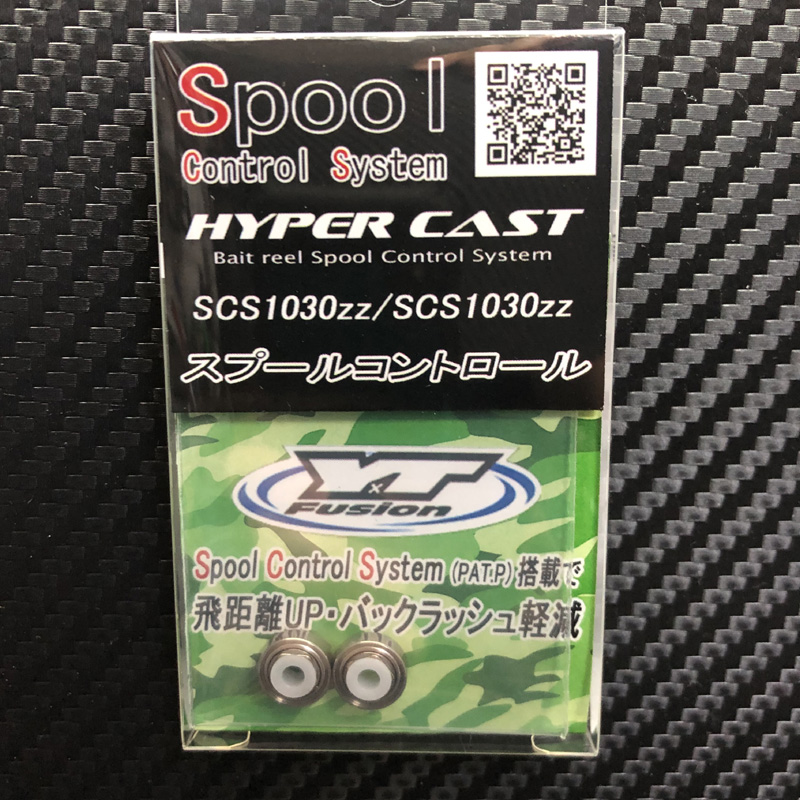 Spool
Control System
HYPER CAST
Bait reel Spool Control System
SCS1030zz/SCS1030zz
スプールコントロール
YT
×
Fusion
Spool Control System (PAT.P) 搭載で
飛距離UP・バックラッシュ軽減